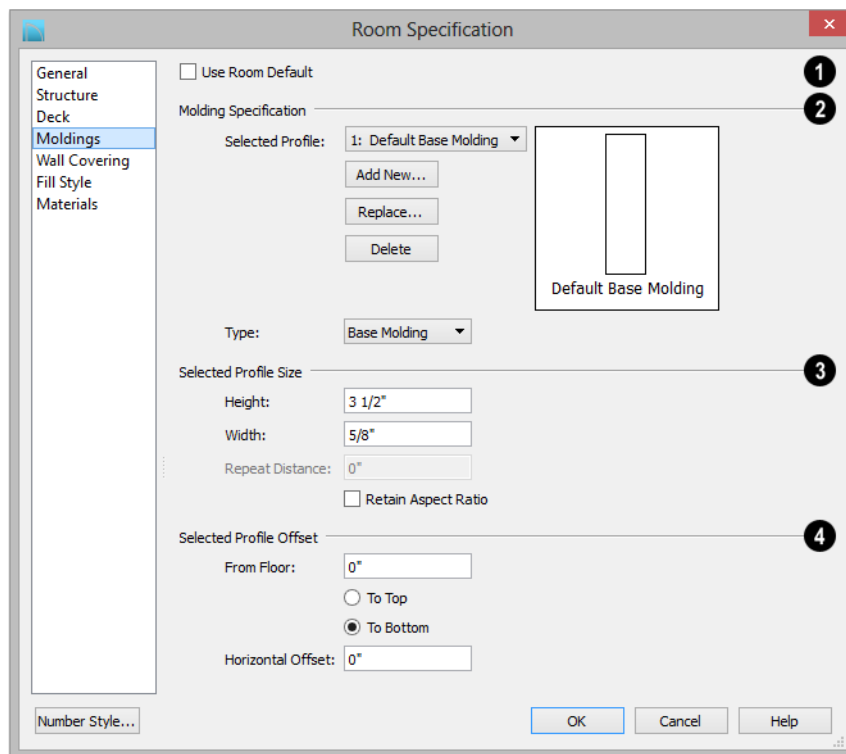 Room Specification
General
Structure
Deck
Moldings
Wall Covering
Fill Style
Materials
Use Room Default
1
Molding Specification
2
Selected Profile:
1: Default Base Molding
Add New...
Replace...
Delete
Default Base Molding
Type:
Base Molding
Selected Profile Size
3
Height:
3 1/2"
Width:
5/8"
Repeat Distance:
0"
Retain Aspect Ratio
Selected Profile Offset
4
From Floor:
0"
To Top
To Bottom
Horizontal Offset:
0"
Number Style...
OK
Cancel
Help